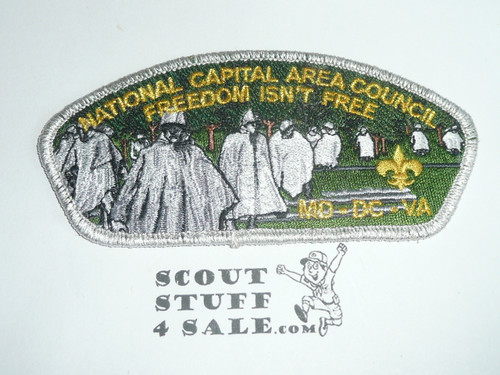 NATIONAL CAPITAL AREA COUNCIL
FREEDOM ISN'T FREE
MD - DC - VA
SCOUT
STUFF
4 SALE.COM